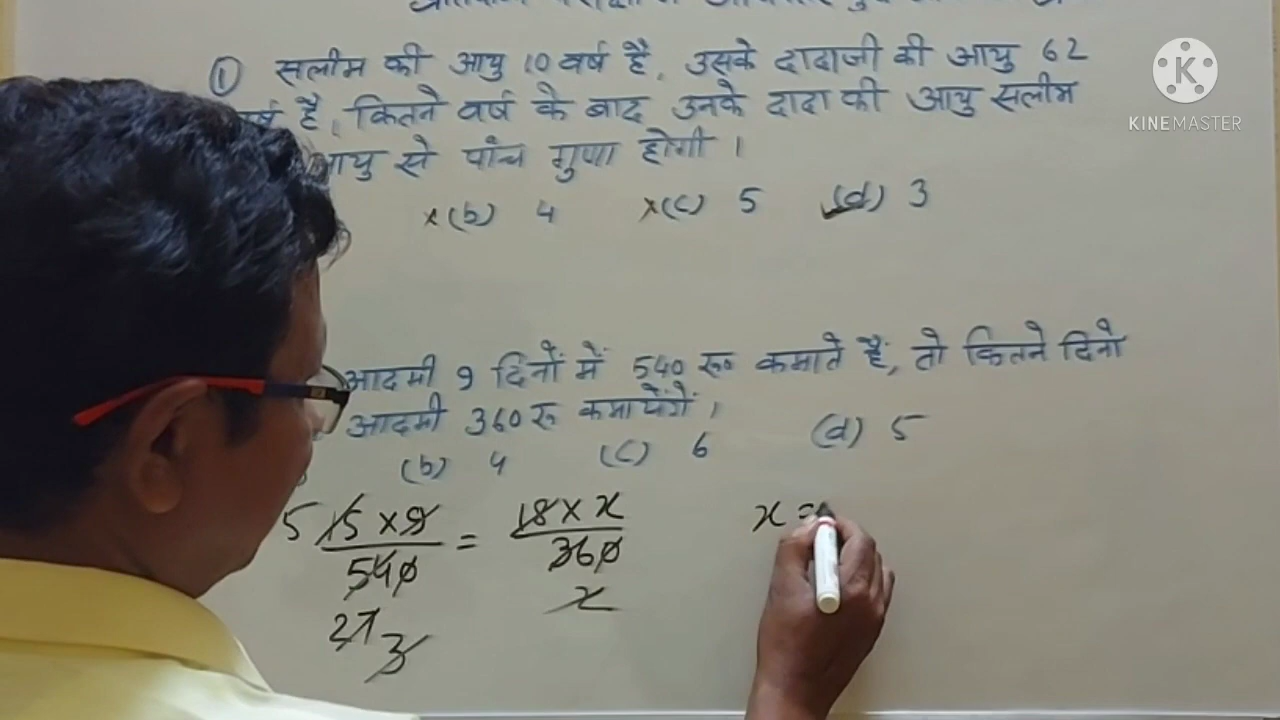 ① सलीम की आयु 10 वर्ष है, उसके दादाजी की आयु 62
है, कितने वर्ष के बाद उनके दादा की आयु सलीम
आयु से पांच गुणा होगी ।
×(b) 4 ×(c) 5 (d) 3
आदमी 9 दिनों में 540 रु० कमाते हैं, तो कितने दिनो
आदमी 360 रु कमायेंगें ।
(b) 4 (c) 6 (d) 5
5 15 × 9 / 540 = 18 × x / 360 x =
27 3 x
K
KINEMASTER